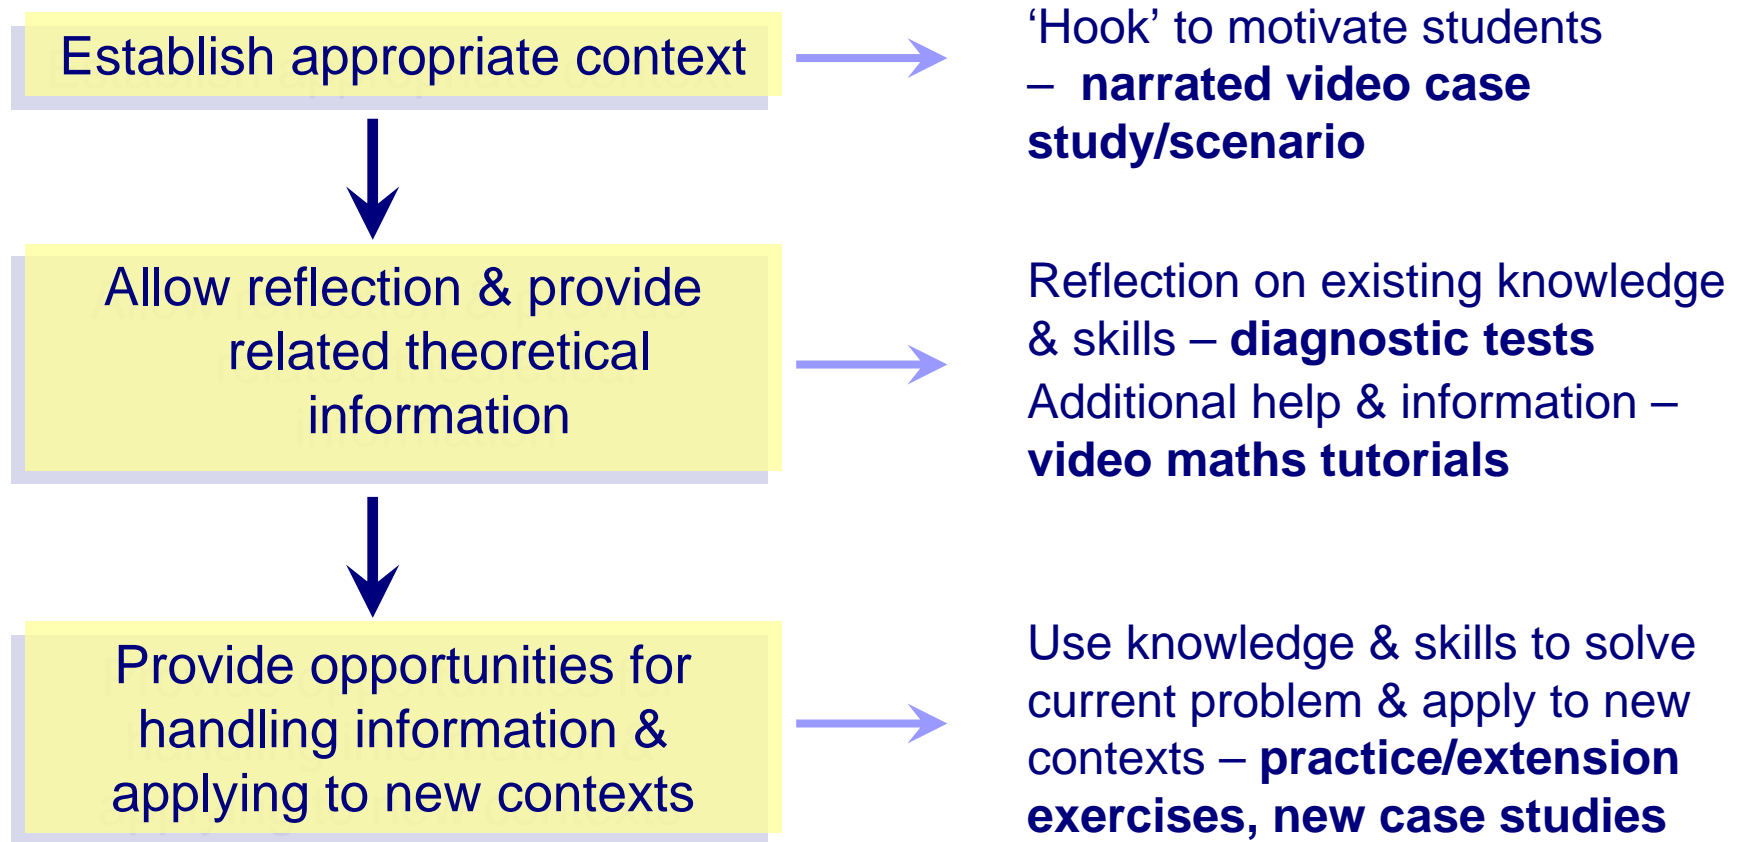 Establish appropriate context
‘Hook’ to motivate students
– narrated video case
study/scenario
Allow reflection & provide
related theoretical
information
Reflection on existing knowledge
& skills – diagnostic tests
Additional help & information –
video maths tutorials
Provide opportunities for
handling information &
applying to new contexts
Use knowledge & skills to solve
current problem & apply to new
contexts – practice/extension
exercises, new case studies